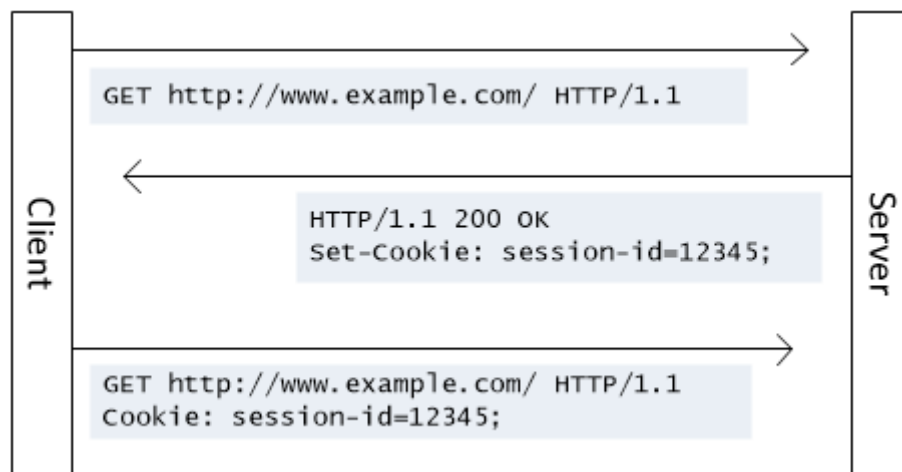 Client
Server
GET http://www.example.com/ HTTP/1.1
HTTP/1.1 200 OK
Set-Cookie: session-id=12345;
GET http://www.example.com/ HTTP/1.1
Cookie: session-id=12345;